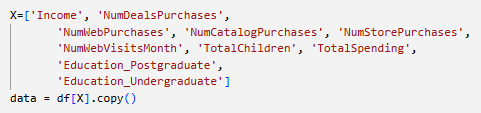 X=['Income', 'NumDealsPurchases',
'NumWebPurchases', 'NumCatalogPurchases', 'NumStorePurchases',
'NumWebVisitsMonth', 'TotalChildren', 'TotalSpending',
'Education_Postgraduate',
'Education_Undergraduate']
data = df[X].copy()